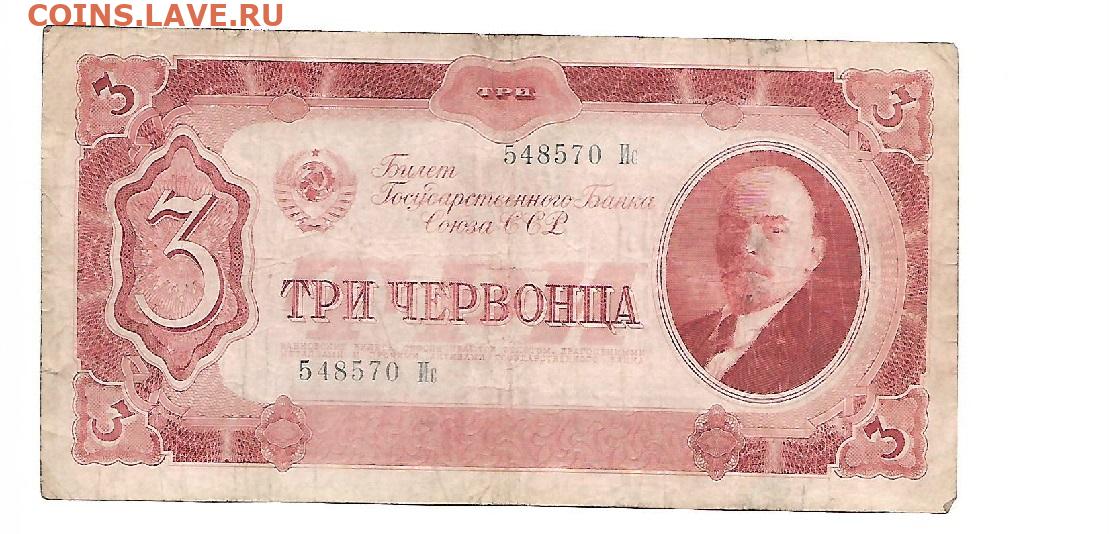 COINS.LAVE.RU
3
ТРИ
3
548570 Ис
Билет
Государственного Банка
Союза ССР
3
ТРИ
ТРИ ЧЕРВОНЦА
548570 Ис
3
3